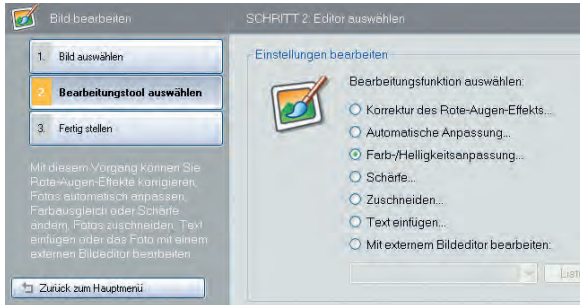 Bild bearbeiten
SCHRITT 2: Editor auswählen
1. Bild auswählen
2. Bearbeitungstool auswählen
3. Fertig stellen
Mit diesem Vorgang können Sie
Rote-Augen-Effekte korrigieren,
Fotos automatisch anpassen,
Farbausgleich oder Schärfe
ändern, Fotos zuschneiden, Text
einfügen oder das Foto mit einem
externen Bildeditor bearbeiten
Zurück zum Hauptmenü
Einstellungen bearbeiten
Bearbeitungsfunktion auswählen:
Korrektur des Rote-Augen-Effekts...
Automatische Anpassung...
Farb-/Helligkeitsanpassung...
Schärfe...
Zuschneiden...
Text einfügen...
Mit externem Bildeditor bearbeiten: